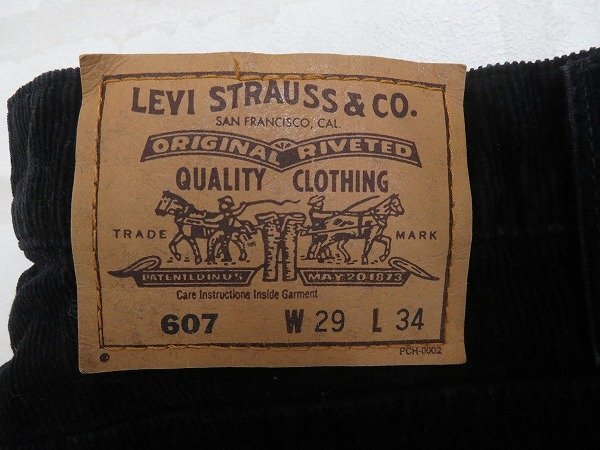 LEVI STRAUSS & CO.
SAN FRANCISCO, CAL.
ORIGINAL RIVETED
QUALITY CLOTHING
TRADE MARK
PATENTED IN U.S. MAY 20 1873
Care Instructions Inside Garment
607 W 29 L 34
PCH-0002